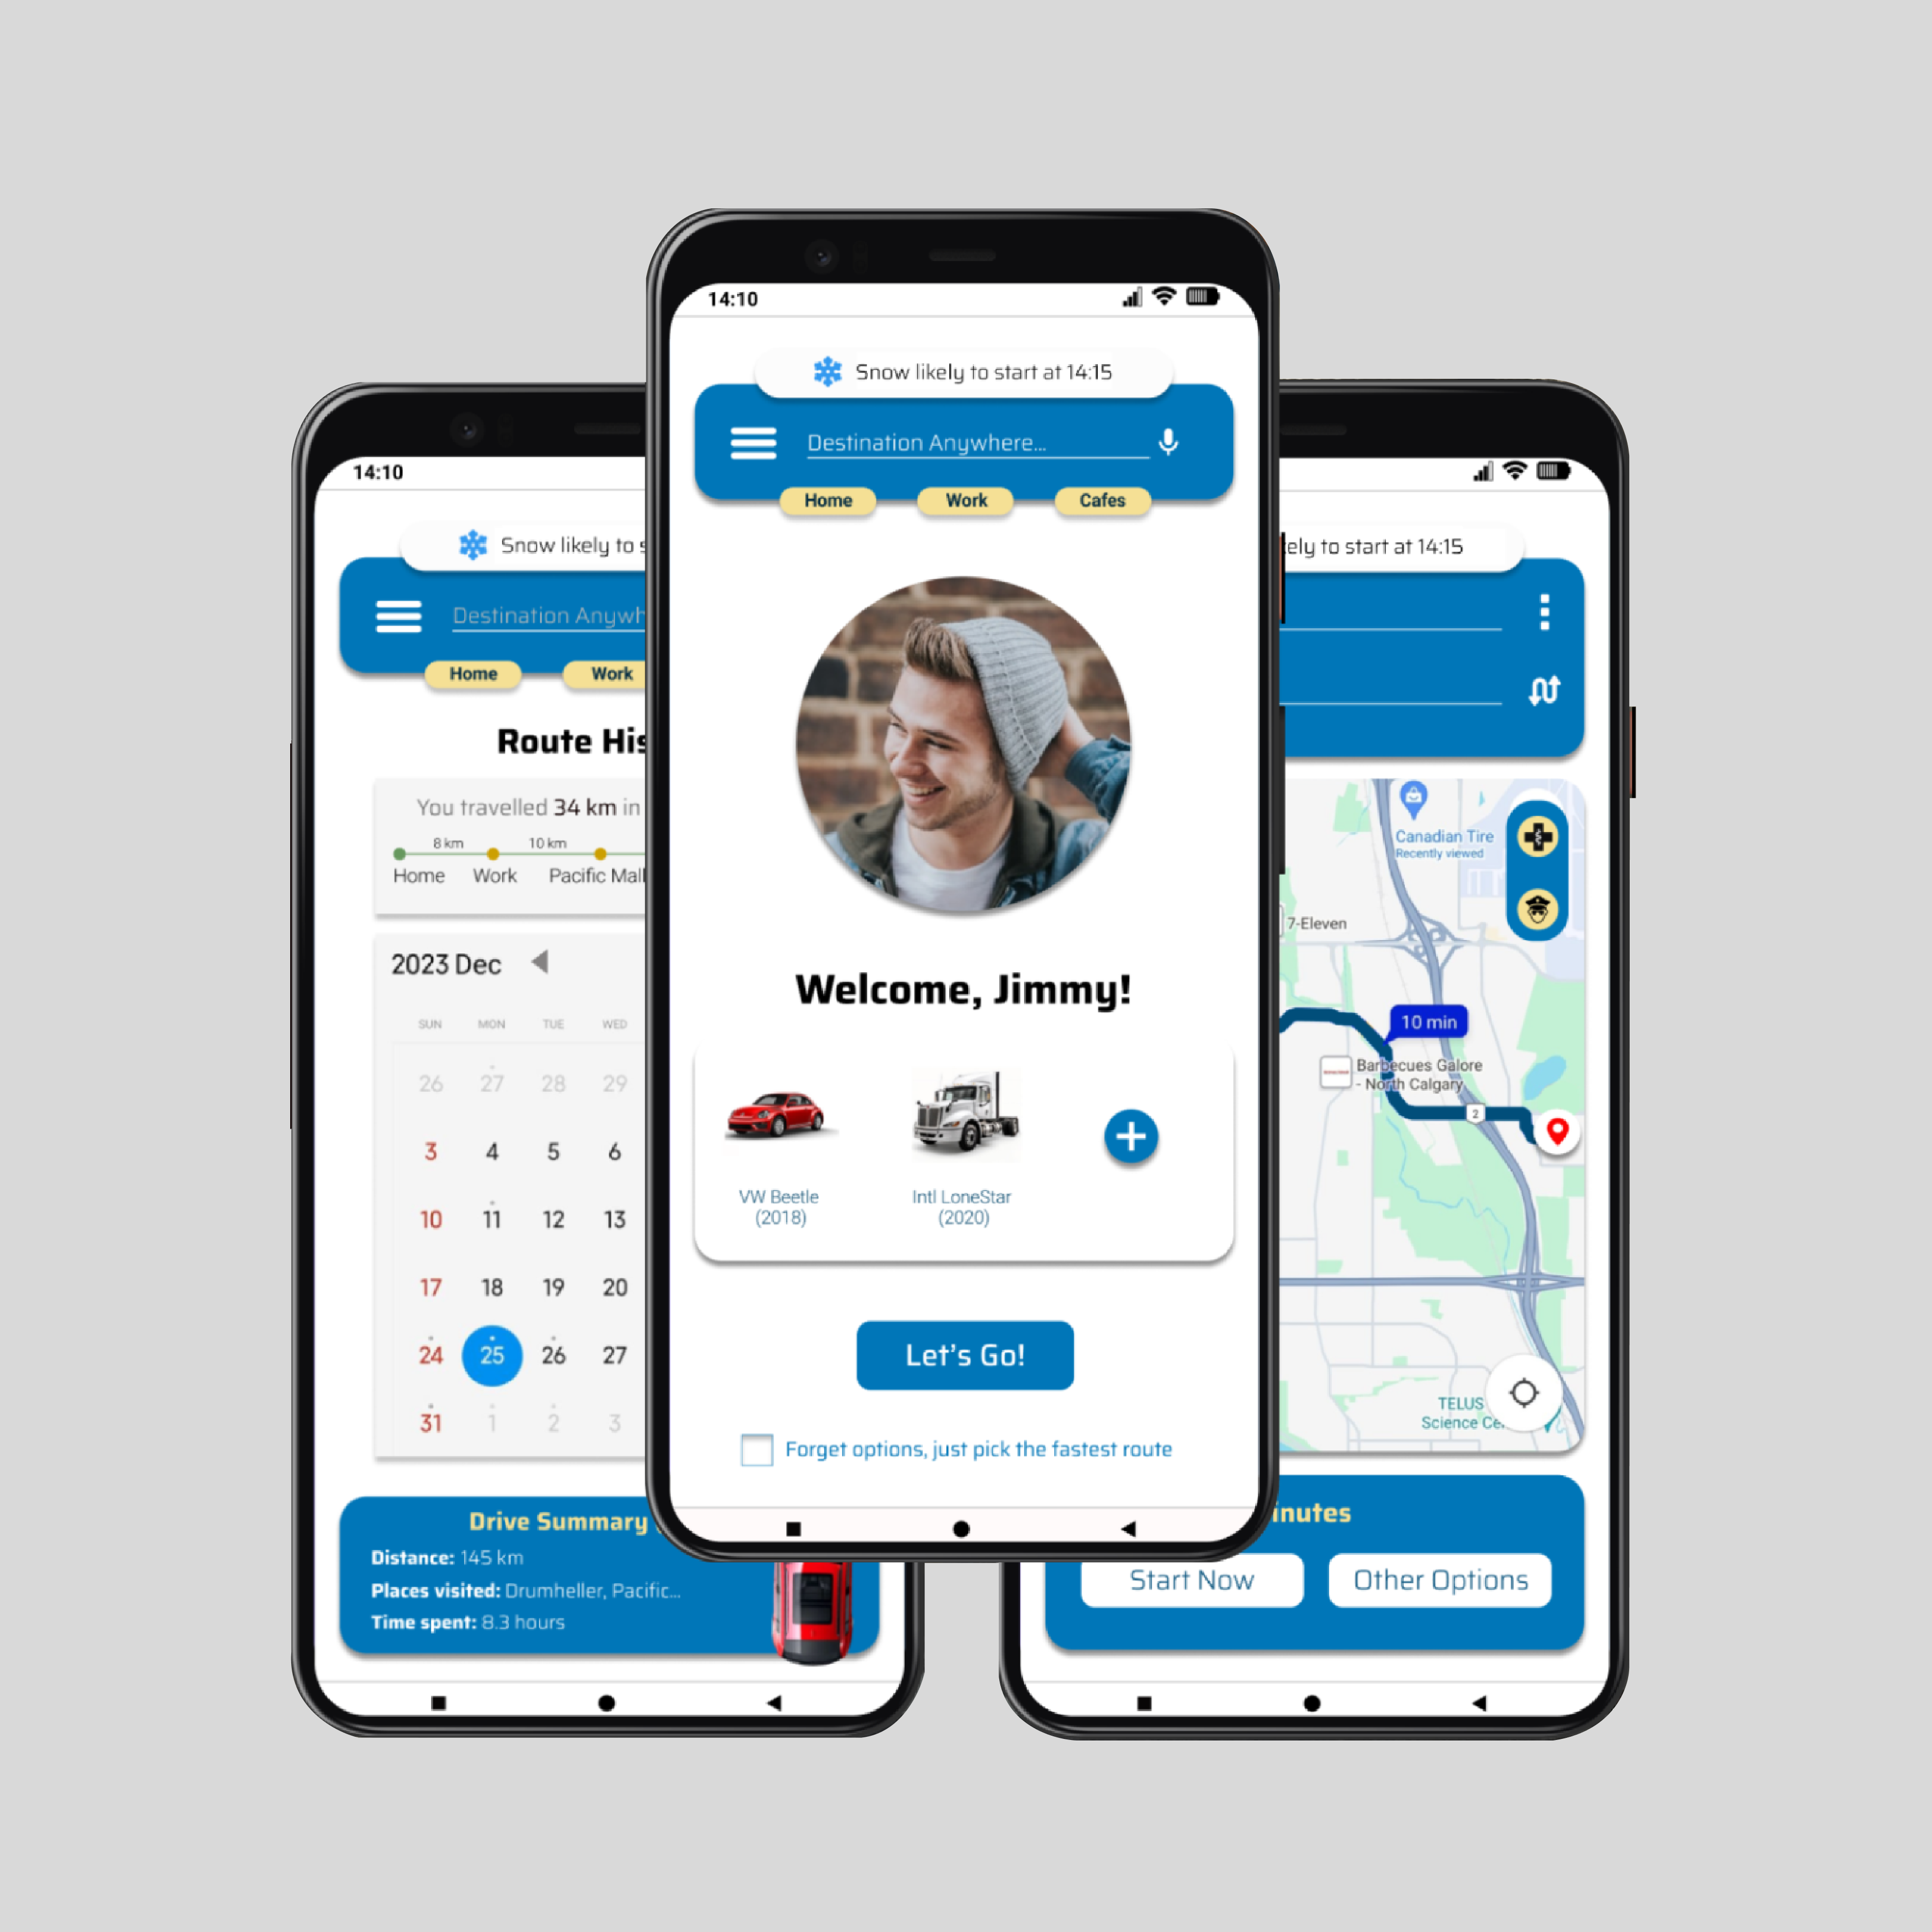 14:10
Snow likely to start at 14:15
Destination Anywhere...
Home Work Cafes
Welcome, Jimmy!
VW Beetle
(2018)
Intl LoneStar
(2020)
Let's Go!
Forget options, just pick the fastest route
14:10
Snow likely to
Destination
Home Work
Route
You travelled 34 km in
8 km 10 km
Home Work Pacific Mall
2023 Dec
SUN MON TUE WED
26 27 28 29
3 4 5 6
10 11 12 13
17 18 19 20
24 25 26 27
31 1 2 3
Drive Summary
Distance: 145 km
Places visited: Drumheller, Pacific...
Time spent: 8.3 hours
to start at 14:15
Canadian Tire
Recently viewed
7-Eleven
10 min
Barbecues Galore
- North Calgary
2
TELUS
Science
Start Now Other Options